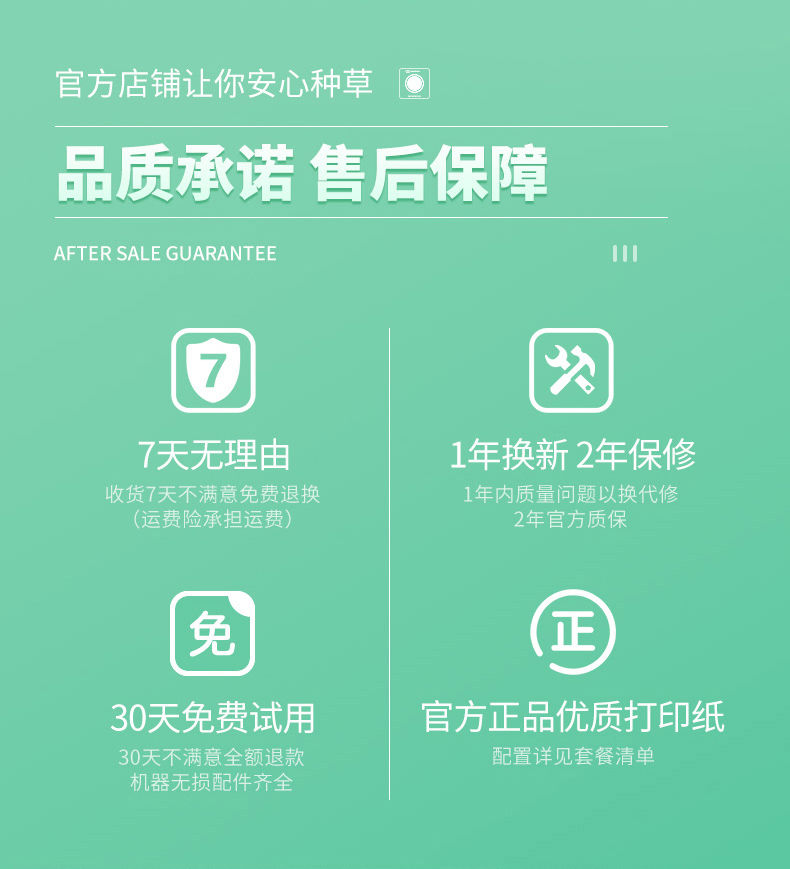 官方店铺让你安心种草
品质承诺 售后保障
AFTER SALE GUARANTEE
7
7天无理由
收货7天不满意免费退换
（运费险承担运费）
1年换新 2年保修
1年内质量问题以换代修
2年官方质保
免
30天免费试用
30天不满意全额退款
机器无损配件齐全
正
官方正品优质打印纸
配置详见套餐清单